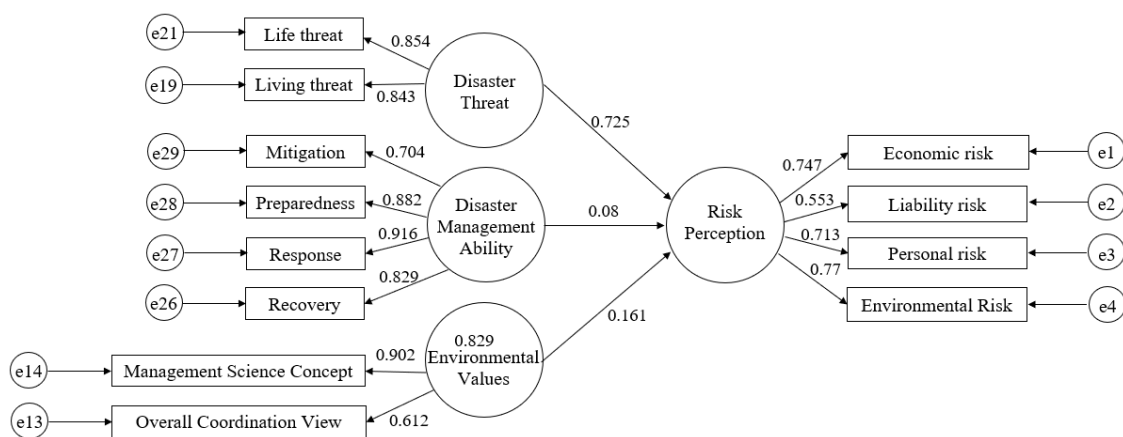 e21
Life threat
0.854
e19
Living threat
0.843
Disaster
Threat
0.725
e29
Mitigation
0.704
e28
Preparedness
0.882
e27
Response
0.916
e26
Recovery
0.829
Disaster
Management
Ability
0.08
e14
Management Science Concept
0.902
e13
Overall Coordination View
0.612
0.829
Environmental
Values
0.161
Risk
Perception
0.747
Economic risk
e1
0.553
Liability risk
e2
0.713
Personal risk
e3
0.77
Environmental Risk
e4